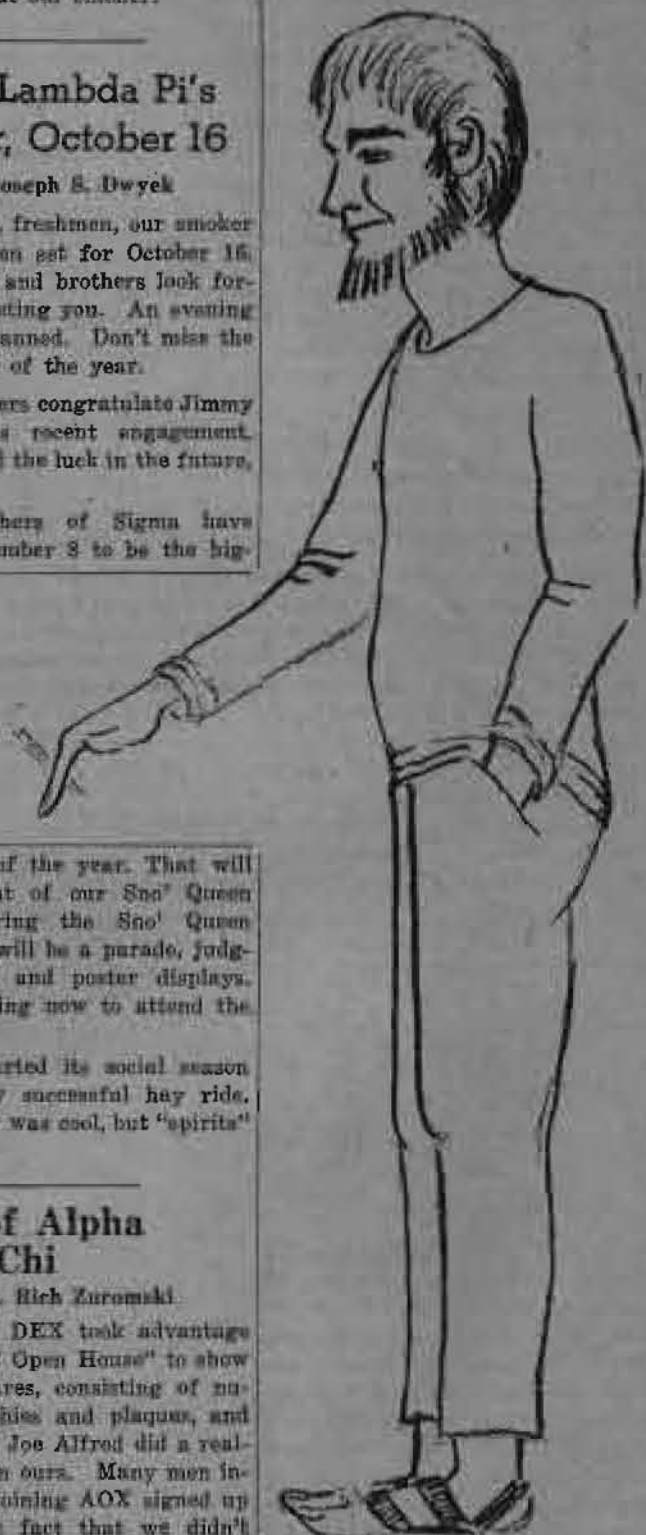 Lambda Pi's
, October 16
oseph S. Dwyek
, freshmen, our smoker
en set for October 16.
and brothers look for-
ting you. An evening
anned. Don't miss the
of the year.
ers congratulate Jimmy
s recent engagement.
the luck in the future,
hers of Sigma have
mber 8 to be the big-
of the year. That will
nt of our Sno' Queen
ring the Sno' Queen
will be a parade, judg-
and poster displays.
ing now to attend the
arted its social season
y successful hay ride.
was cool, but "spirits"
of Alpha
Chi
. Rich Zuromski
DEX took advantage
Open House" to show
res, consisting of nu-
hies and plaques, and
Joe Alfred did a real-
n ours. Many men in-
oining AOX signed up
fact that we didn't